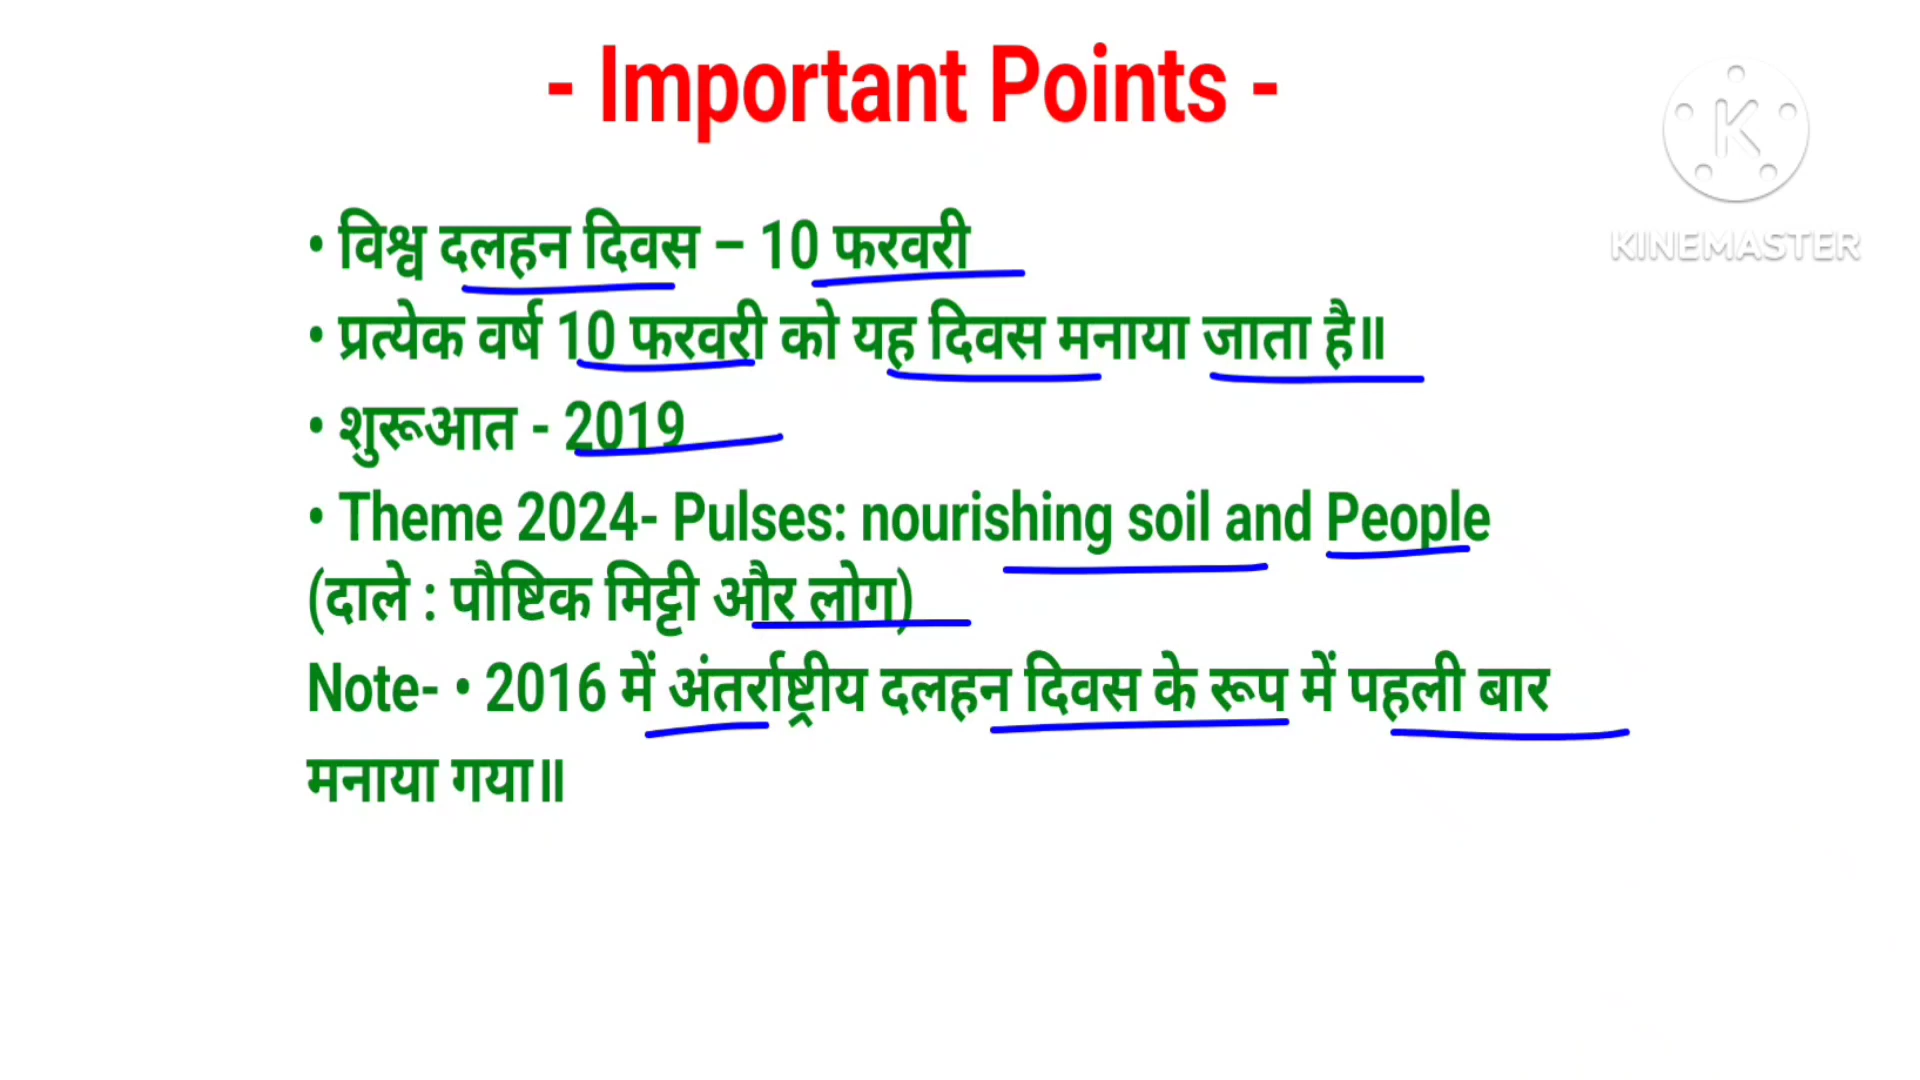 - Important Points -
K
KINEMASTER
• विश्व दलहन दिवस – 10 फरवरी
• प्रत्येक वर्ष 10 फरवरी को यह दिवस मनाया जाता है॥
• शुरूआत - 2019
• Theme 2024- Pulses: nourishing soil and People
(दाले : पौष्टिक मिट्टी और लोग)
Note- • 2016 में अंतर्राष्ट्रीय दलहन दिवस के रूप में पहली बार
मनाया गया॥